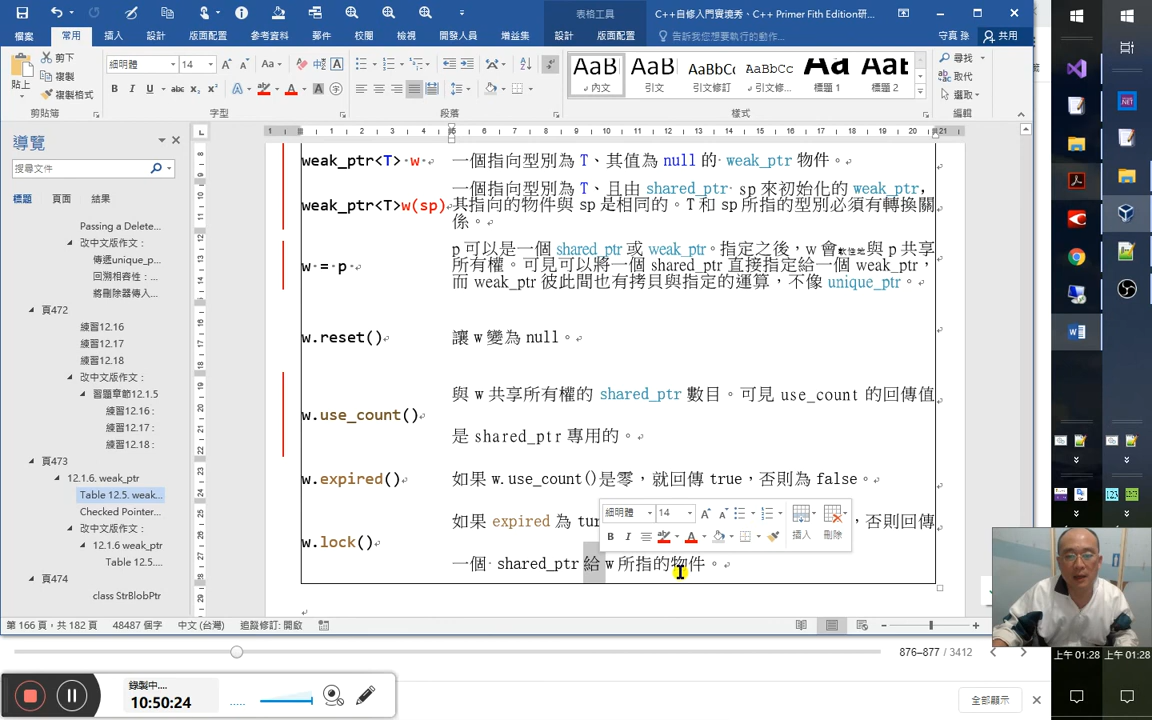 表格工具
C++自修入門實境秀、C++ Primer Fith Edition研...
檔案
常用
插入
設計
版面配置
參考資料
郵件
校閱
檢視
開發人員
增益集
設計
版面配置
告訴我您想要執行的動作...
守真 孫
共用
貼上
剪下
複製
複製格式
剪貼簿
細明體
14
字型
段落
AaB
內文
AaB
引文
AaBbC
引文修訂
AaBbC
引文修...
Aa
標題 1
Aat
標題 2
樣式
尋找
取代
選取
編輯
導覽
搜尋文件
標題
頁面
結果
Passing a Delete...
改中文版作文：
傳遞unique_p...
回溯相容性：...
將刪除器傳入...
頁472
練習12.16
練習12.17
練習12.18
改中文版作文：
習題章節12.1.5
練習12.16：
練習12.17：
練習12.18：
頁473
12.1.6. weak_ptr
Table 12.5. weak...
Checked Pointer...
改中文版作文：
12.1.6 weak_ptr
Table 12.5....
頁474
class StrBlobPtr
weak_ptr<T> w 一個指向型別為 T、其值為 null 的 weak_ptr 物件。
weak_ptr<T>w(sp) 一個指向型別為 T、且由 shared_ptr sp 來初始化的 weak_ptr，
其指向的物件與 sp 是相同的。T 和 sp 所指的型別必須有轉換關
係。
w = p
p 可以是一個 shared_ptr 或 weak_ptr。指定之後，w 會軟性地與 p 共享
所有權。可見可以將一個 shared_ptr 直接指定給一個 weak_ptr，
而 weak_ptr 彼此間也有拷貝與指定的運算，不像 unique_ptr。
w.reset() 讓 w 變為 null。
w.use_count()
與 w 共享所有權的 shared_ptr 數目。可見 use_count 的回傳值
是 shared_ptr 專用的。
w.expired() 如果 w.use_count()是零，就回傳 true，否則為 false。
w.lock()
如果 expired 為 tur
，否則回傳
一個 shared_ptr 給 w 所指的物件。
細明體
14
插入
刪除
第 166 頁，共 182 頁
48487 個字
中文 (台灣)
追蹤修訂: 開啟
876–877 / 3412
錄製中....
10:50:24
全部顯示
上午 01:28
上午 01:28